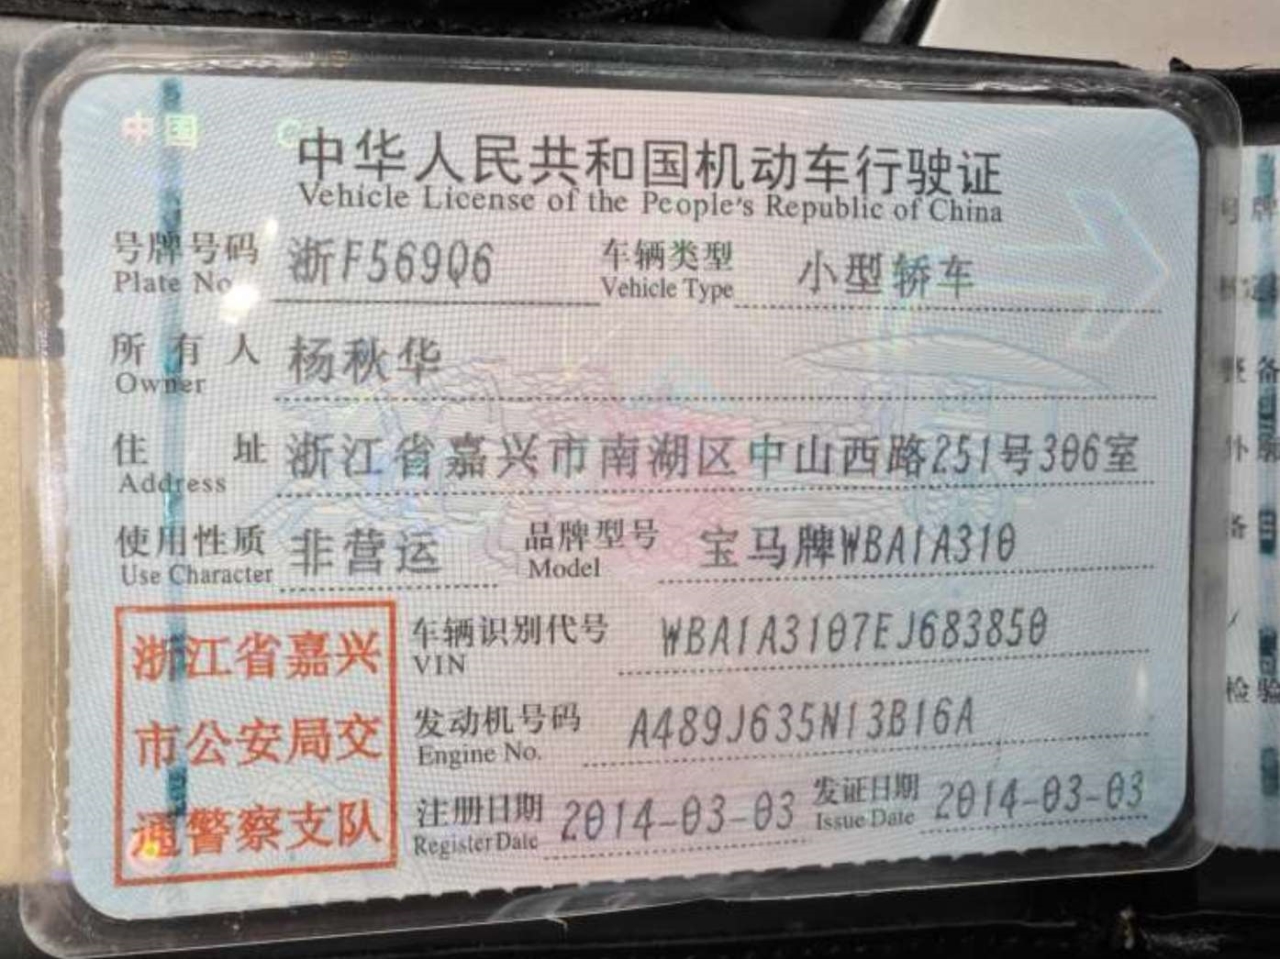 中国
中华人民共和国机动车行驶证
Vehicle License of the People's Republic of China
号牌号码 浙F569Q6 车辆类型 小型轿车
Plate No. Vehicle Type
所有人 杨秋华
Owner
住址 浙江省嘉兴市南湖区中山西路251号306室
Address
使用性质 非营运 品牌型号 宝马牌WBA1A310
Use Character Model
浙江省嘉兴
市公安局交
通警察支队
车辆识别代号 WBA1A3107EJ683850
VIN
发动机号码 A489J635N13B16A
Engine No.
注册日期 2014-03-03 发证日期 2014-03-03
Register Date Issue Date
号牌
备
检验